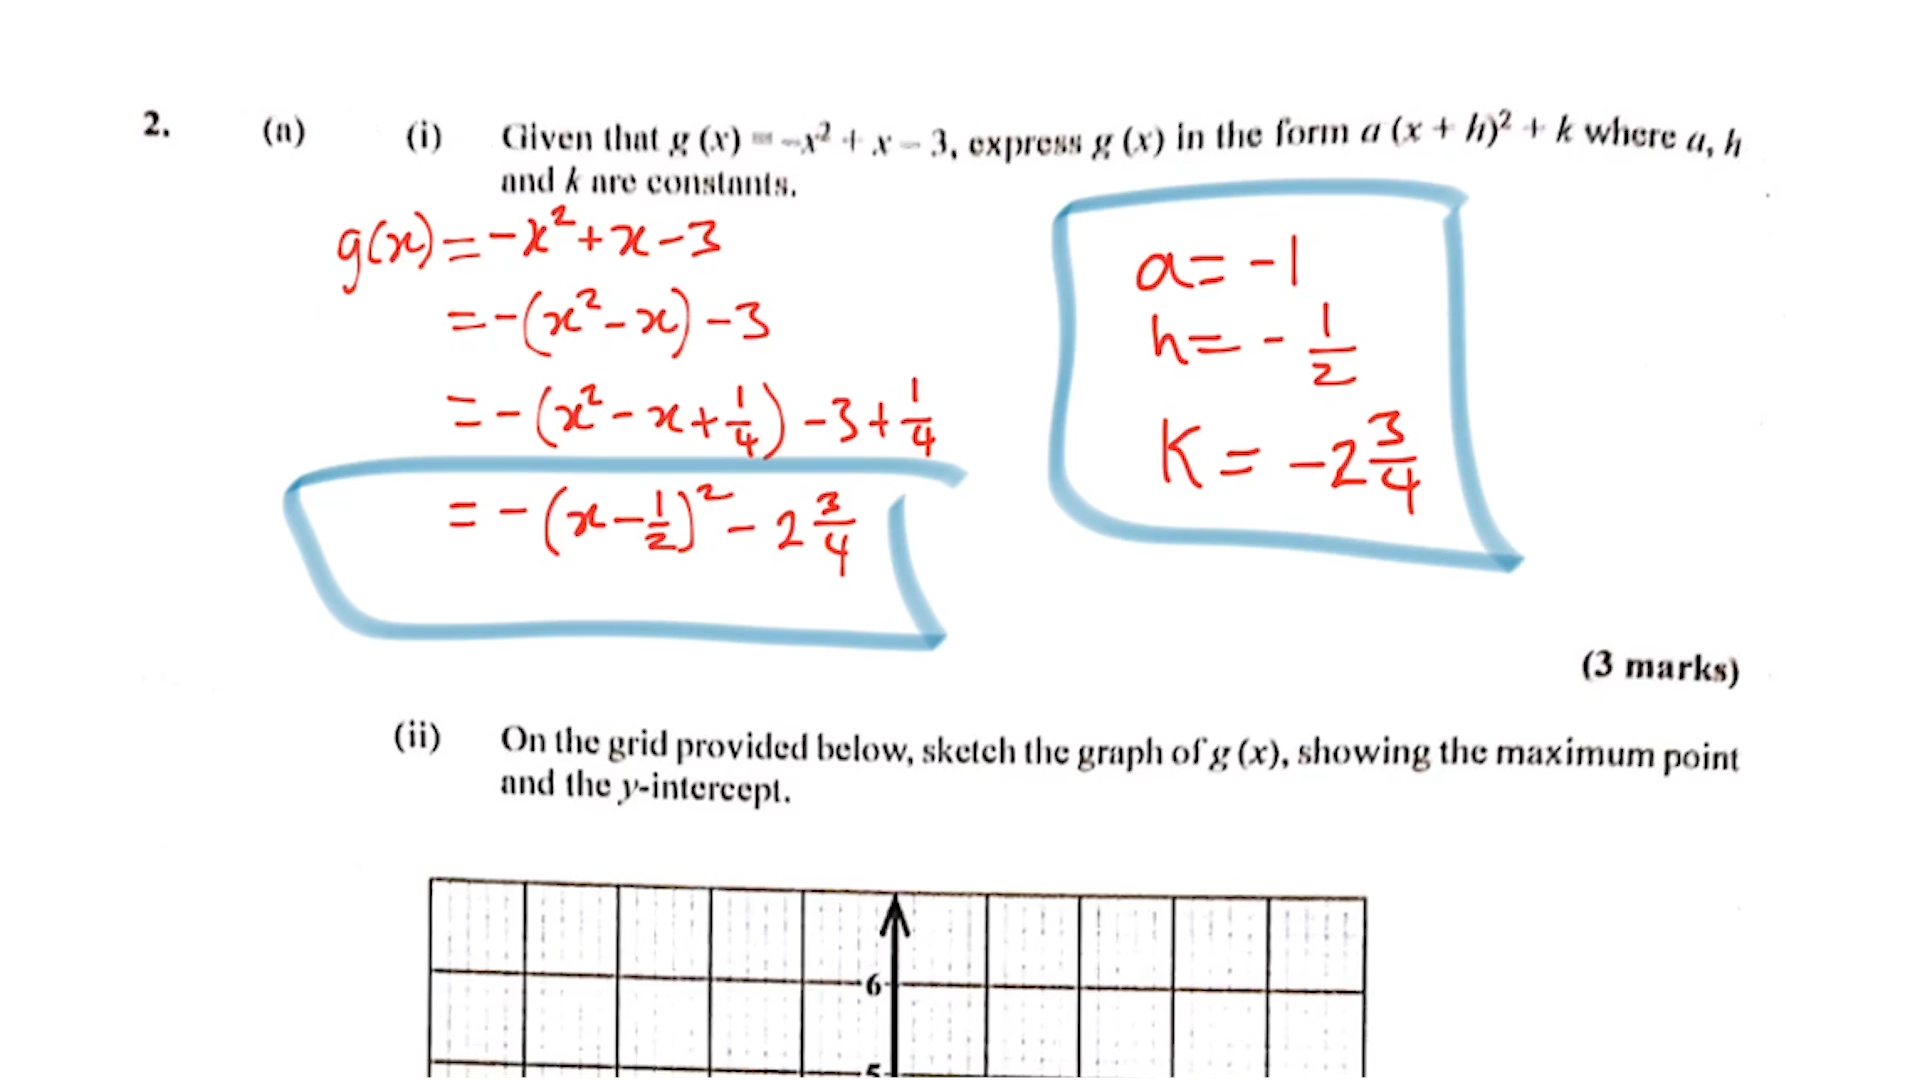 2. (a) (i) Given that g (x) = –x² + x – 3, express g (x) in the form a (x + h)² + k where a, h
and k are constants.
g(x) = -x² + x - 3
= -(x² - x) - 3
= -(x² - x + 1/4) - 3 + 1/4
= -(x - 1/2)² - 2 3/4
a = -1
h = - 1/2
K = -2 3/4
(3 marks)
(ii) On the grid provided below, sketch the graph of g (x), showing the maximum point
and the y-intercept.
6
5